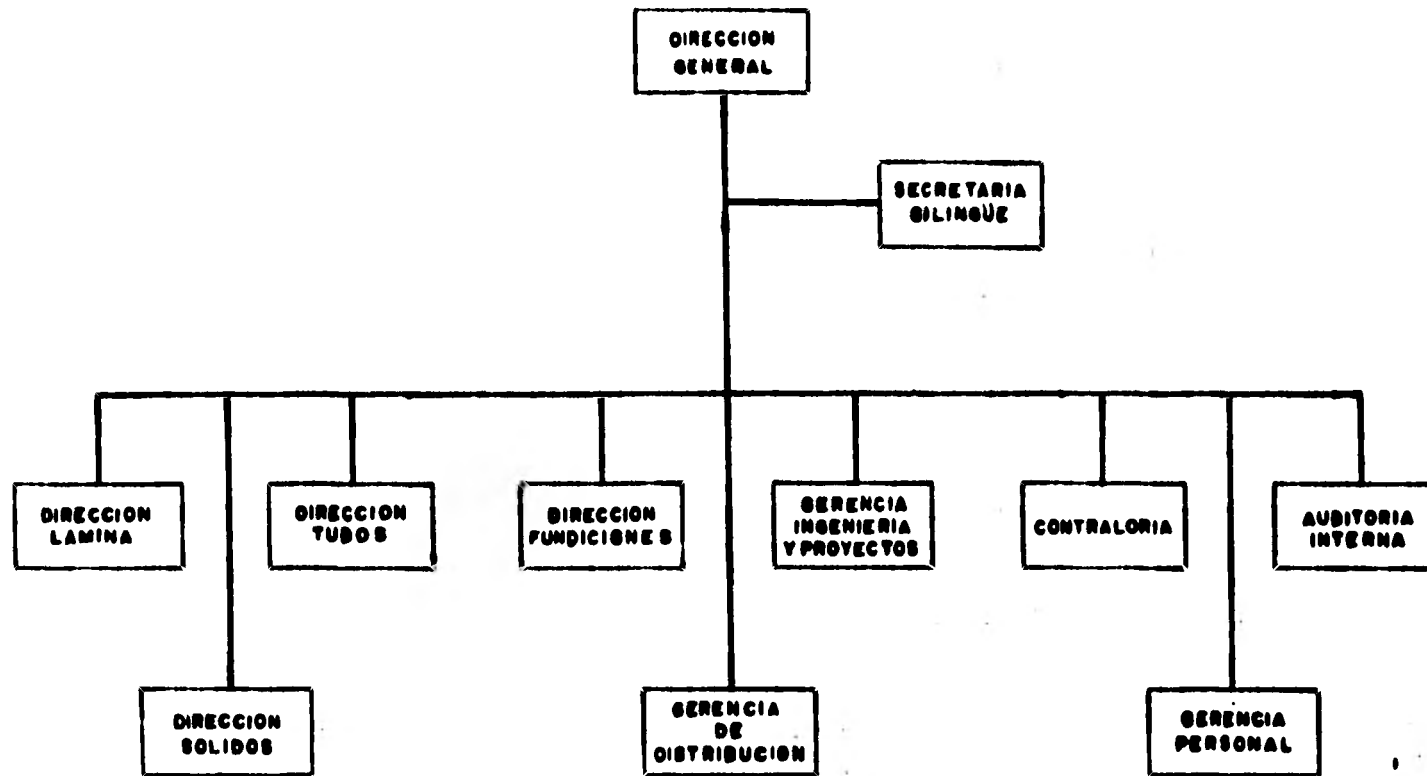 DIRECCION
GENERAL
SECRETARIA
BILINGÜE
DIRECCION
LAMINA
DIRECCION
TUBOS
DIRECCION
FUNDICIONES
GERENCIA
INGENIERIA
Y PROYECTOS
CONTRALORIA
AUDITORIA
INTERNA
DIRECCION
SOLIDOS
GERENCIA
DE
DISTRIBUCION
GERENCIA
PERSONAL